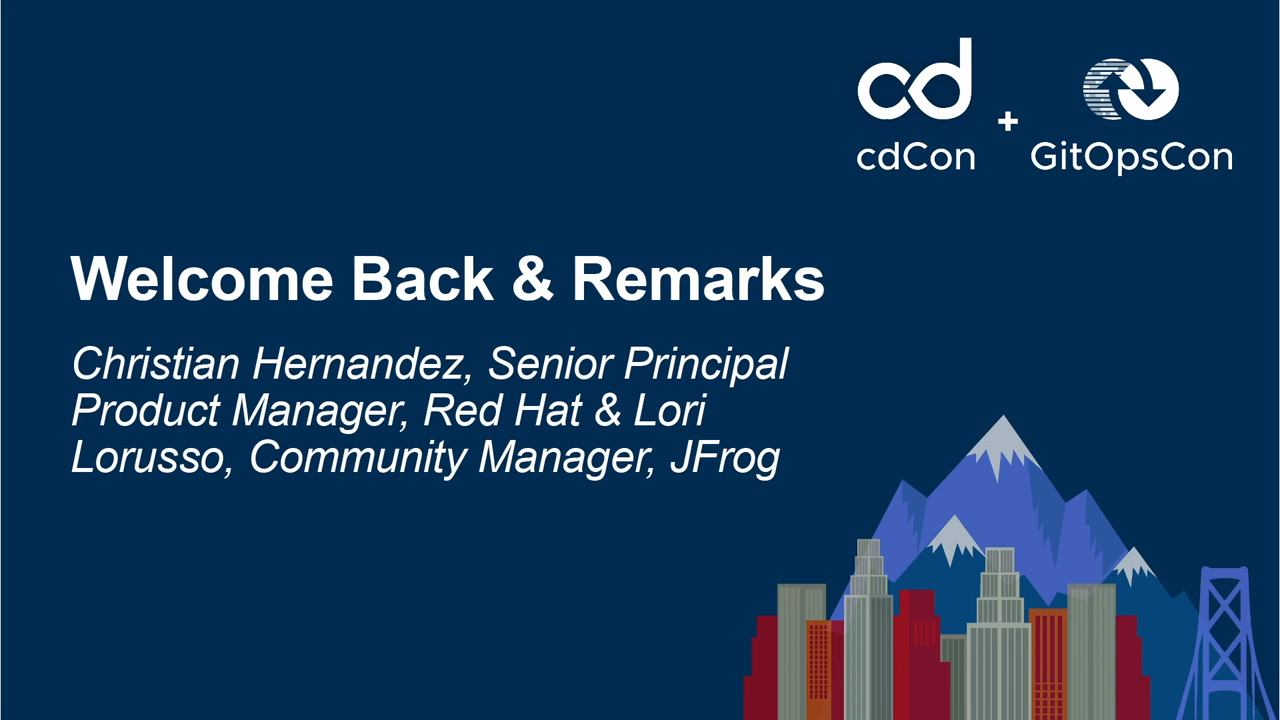 cd
cdCon
+
GitOpsCon
Welcome Back & Remarks
Christian Hernandez, Senior Principal
Product Manager, Red Hat & Lori
Lorusso, Community Manager, JFrog